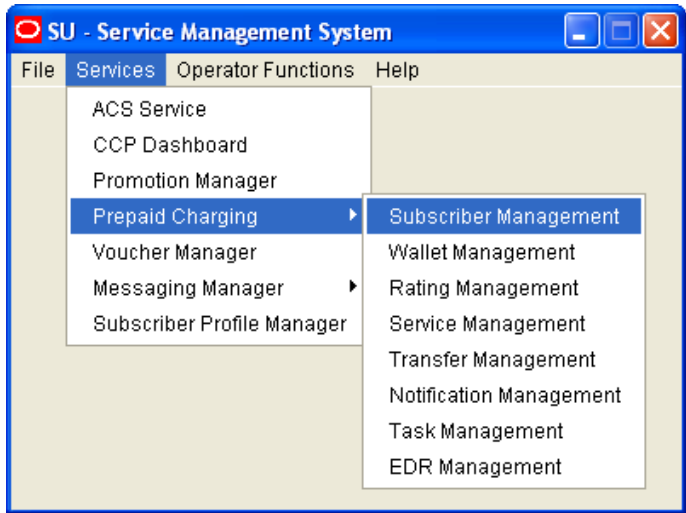 SU - Service Management System
File Services Operator Functions Help
ACS Service
CCP Dashboard
Promotion Manager
Prepaid Charging
Voucher Manager
Messaging Manager
Subscriber Profile Manager
Subscriber Management
Wallet Management
Rating Management
Service Management
Transfer Management
Notification Management
Task Management
EDR Management